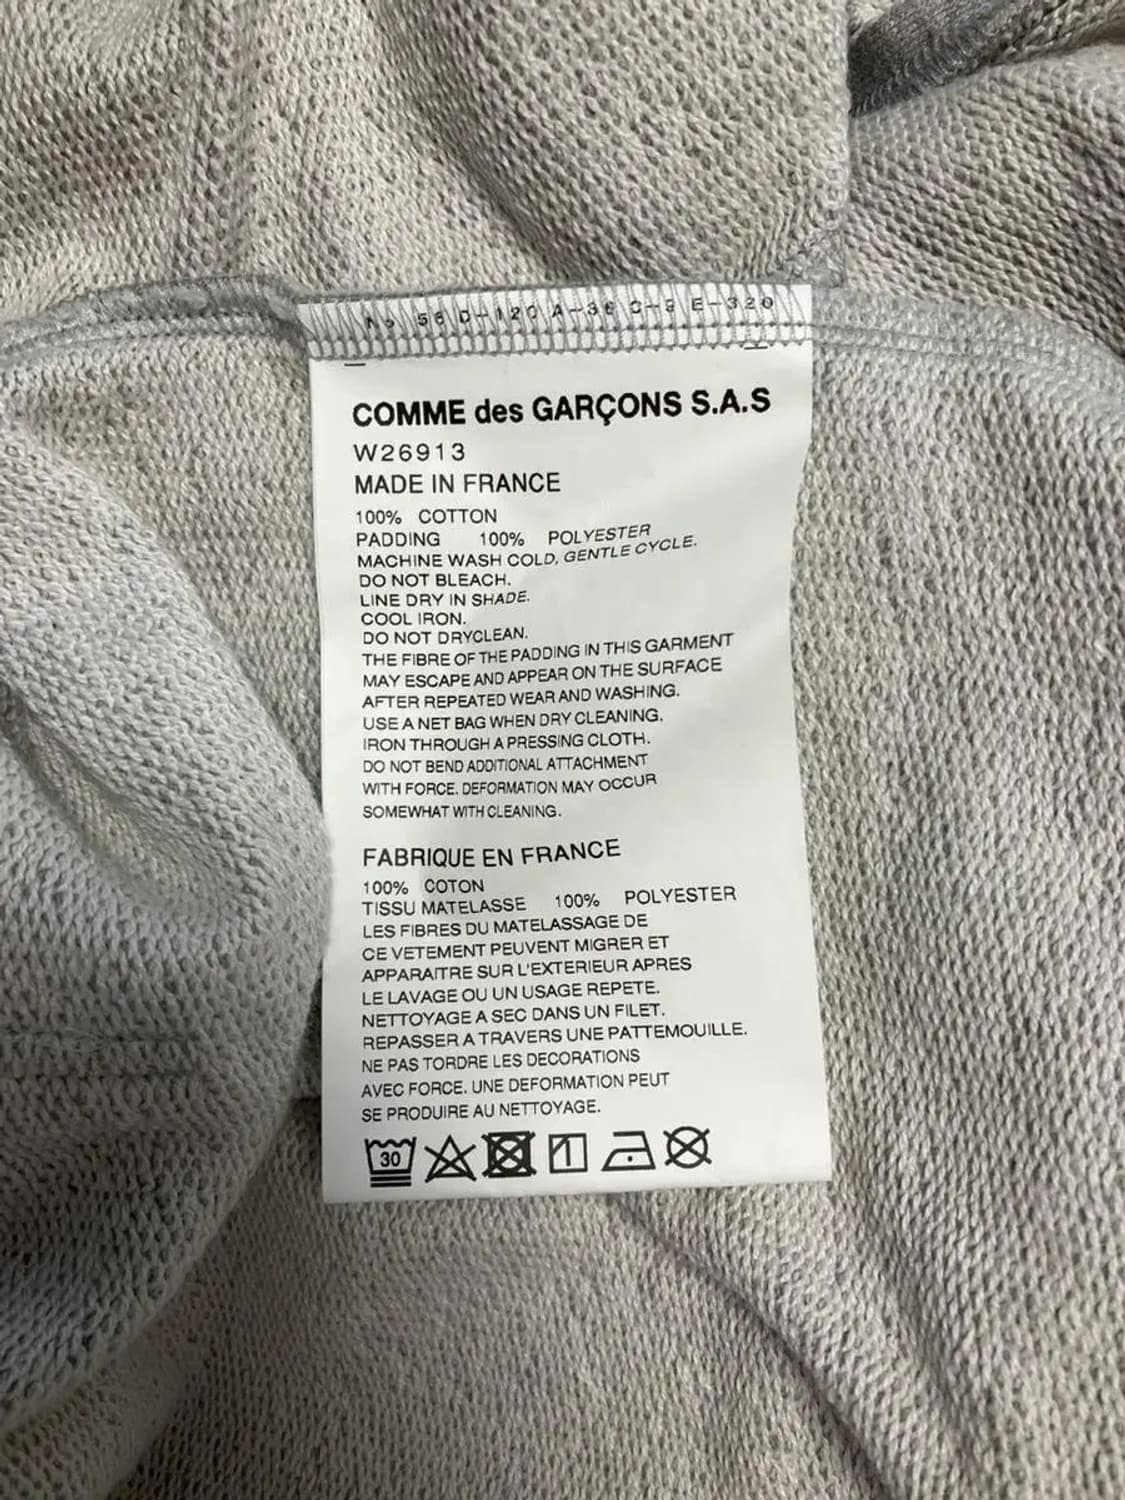 No 56 D-120 A-36 C-9 E-320
COMME des GARÇONS S.A.S
W26913
MADE IN FRANCE
100% COTTON
PADDING 100% POLYESTER
MACHINE WASH COLD, GENTLE CYCLE.
DO NOT BLEACH.
LINE DRY IN SHADE.
COOL IRON.
DO NOT DRYCLEAN.
THE FIBRE OF THE PADDING IN THIS GARMENT
MAY ESCAPE AND APPEAR ON THE SURFACE
AFTER REPEATED WEAR AND WASHING.
USE A NET BAG WHEN DRY CLEANING.
IRON THROUGH A PRESSING CLOTH.
DO NOT BEND ADDITIONAL ATTACHMENT
WITH FORCE. DEFORMATION MAY OCCUR
SOMEWHAT WITH CLEANING.
FABRIQUE EN FRANCE
100% COTON
TISSU MATELASSE 100% POLYESTER
LES FIBRES DU MATELASSAGE DE
CE VETEMENT PEUVENT MIGRER ET
APPARAITRE SUR L'EXTERIEUR APRES
LE LAVAGE OU UN USAGE REPETE.
NETTOYAGE A SEC DANS UN FILET.
REPASSER A TRAVERS UNE PATTEMOUILLE.
NE PAS TORDRE LES DECORATIONS
AVEC FORCE. UNE DEFORMATION PEUT
SE PRODUIRE AU NETTOYAGE.
30